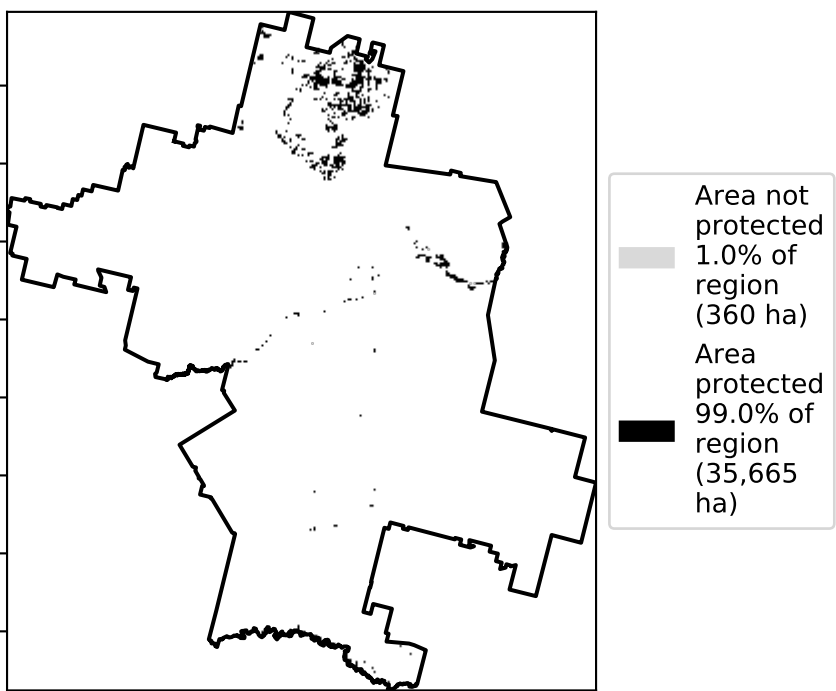 Area not
protected
1.0% of
region
(360 ha)
Area
protected
99.0% of
region
(35,665
ha)